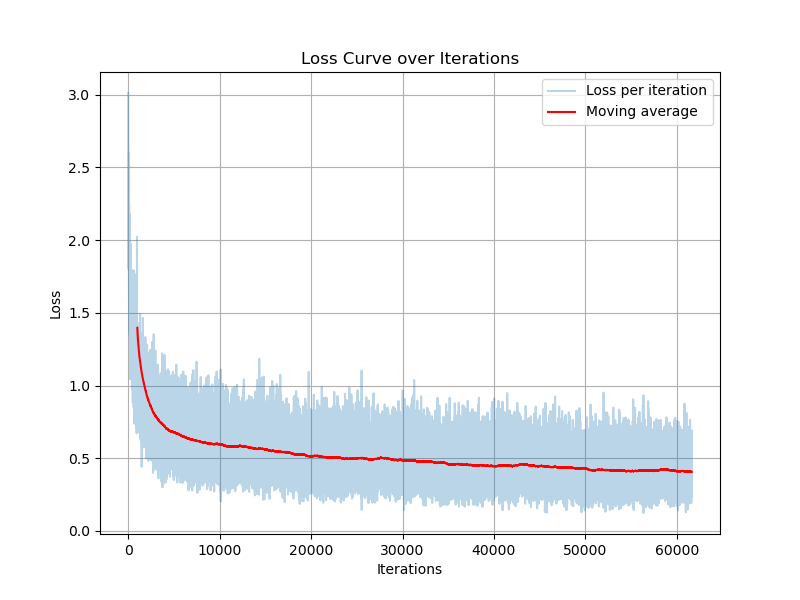 Loss Curve over Iterations
Loss per iteration
Moving average
3.0
2.5
2.0
1.5
1.0
0.5
0.0
Loss
0 10000 20000 30000 40000 50000 60000
Iterations